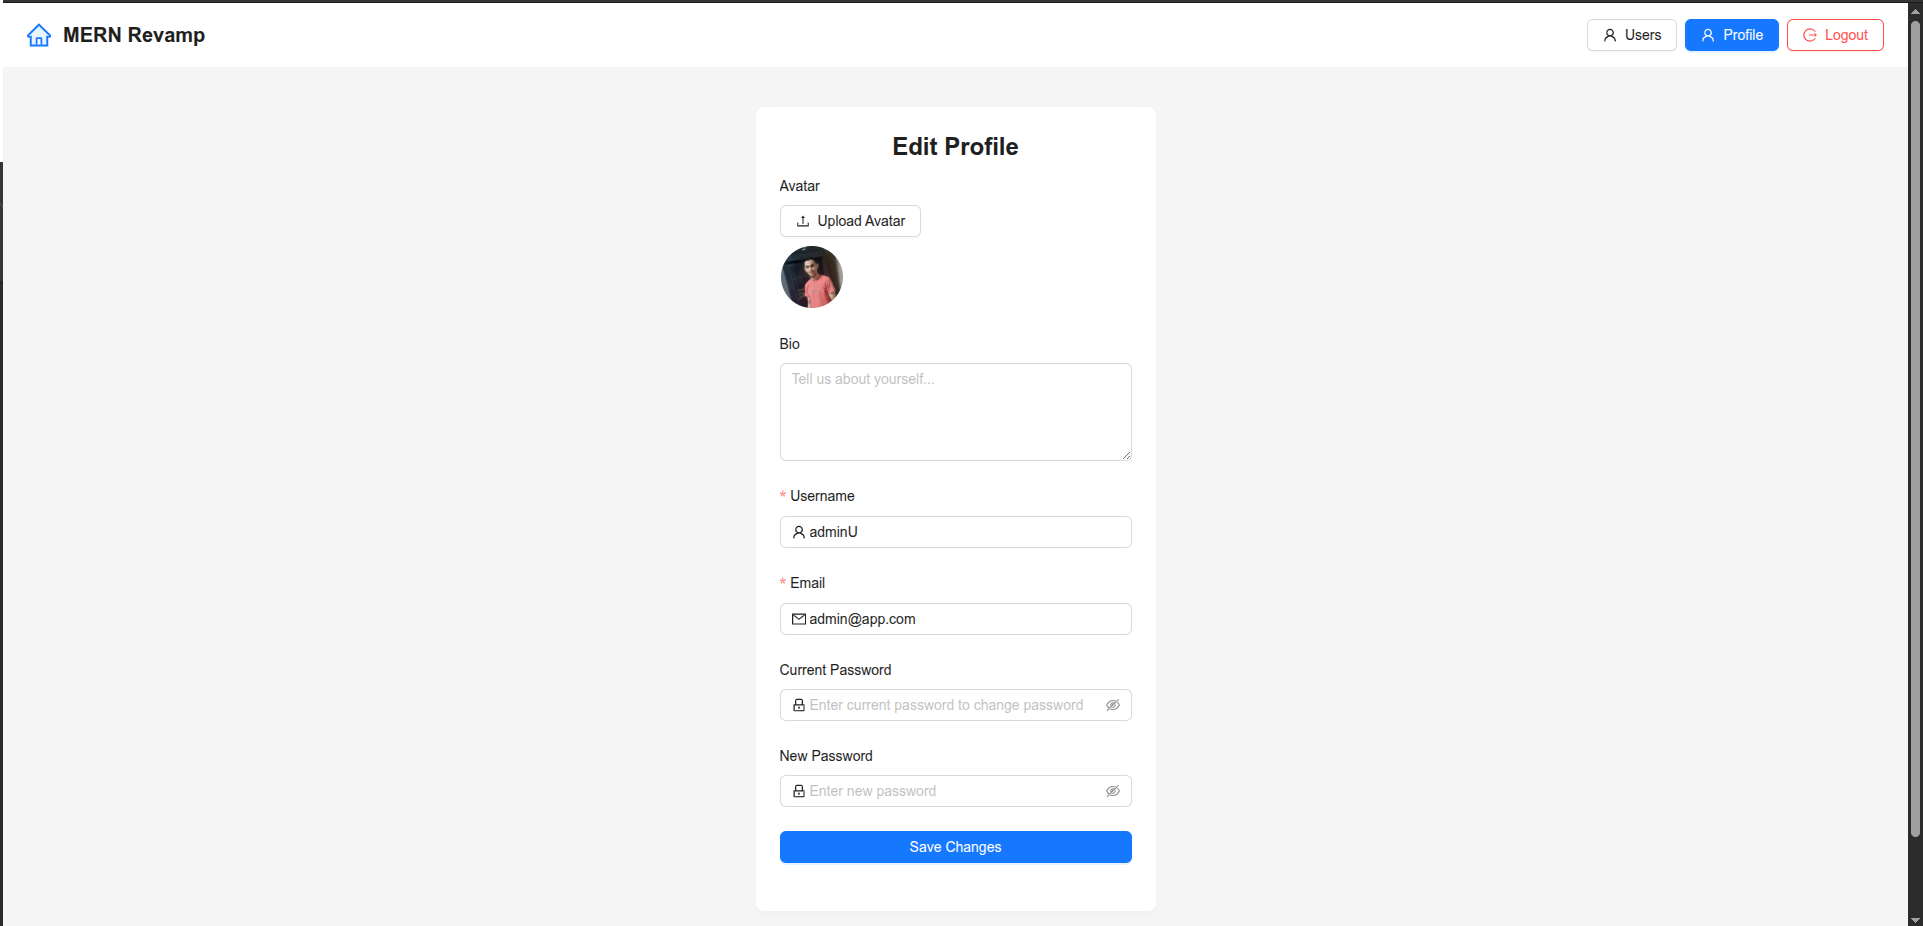 MERN Revamp
Users
Profile
Logout
Edit Profile
Avatar
Upload Avatar
Bio
Tell us about yourself...
* Username
adminU
* Email
admin@app.com
Current Password
Enter current password to change password
New Password
Enter new password
Save Changes